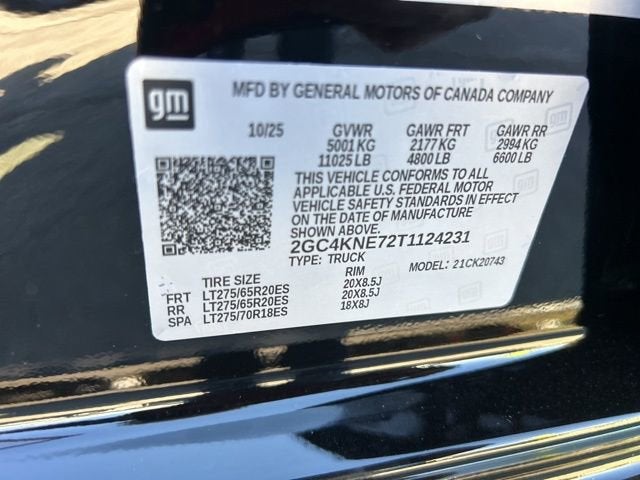 gm
MFD BY GENERAL MOTORS OF CANADA COMPANY
10/25 GVWR GAWR FRT GAWR RR
5001 KG 2177 KG 2994 KG
11025 LB 4800 LB 6600 LB
THIS VEHICLE CONFORMS TO ALL
APPLICABLE U.S. FEDERAL MOTOR
VEHICLE SAFETY STANDARDS IN EFFECT
ON THE DATE OF MANUFACTURE
SHOWN ABOVE.
2GC4KNE72T1124231
TYPE: TRUCK MODEL: 21CK20743
TIRE SIZE RIM
FRT LT275/65R20ES 20X8.5J
RR LT275/65R20ES 20X8.5J
SPA LT275/70R18ES 18X8J